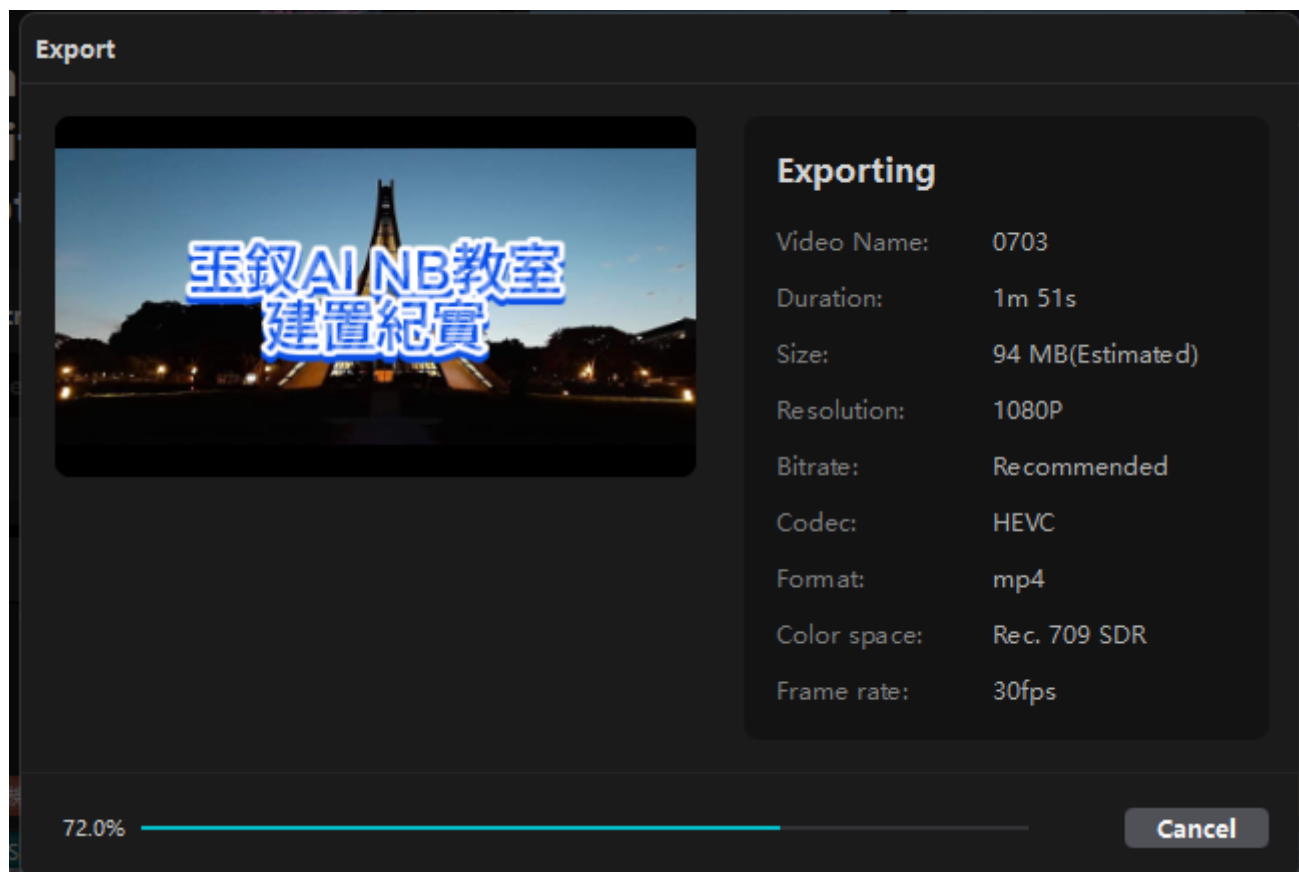 Export
玉釵AI NB教室
建置紀實
Exporting
Video Name: 0703
Duration: 1m 51s
Size: 94 MB(Estimated)
Resolution: 1080P
Bitrate: Recommended
Codec: HEVC
Format: mp4
Color space: Rec. 709 SDR
Frame rate: 30fps
72.0%
Cancel